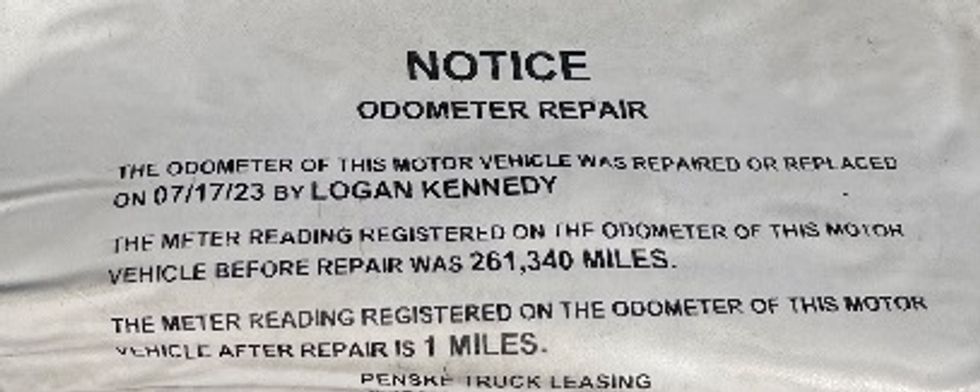 NOTICE
ODOMETER REPAIR
THE ODOMETER OF THIS MOTOR VEHICLE WAS REPAIRED OR REPLACED
ON 07/17/23 BY LOGAN KENNEDY
THE METER READING REGISTERED ON THE ODOMETER OF THIS MOTOR
VEHICLE BEFORE REPAIR WAS 261,340 MILES.
THE METER READING REGISTERED ON THE ODOMETER OF THIS MOTOR
VEHICLE AFTER REPAIR IS 1 MILES.
PENSKE TRUCK LEASING